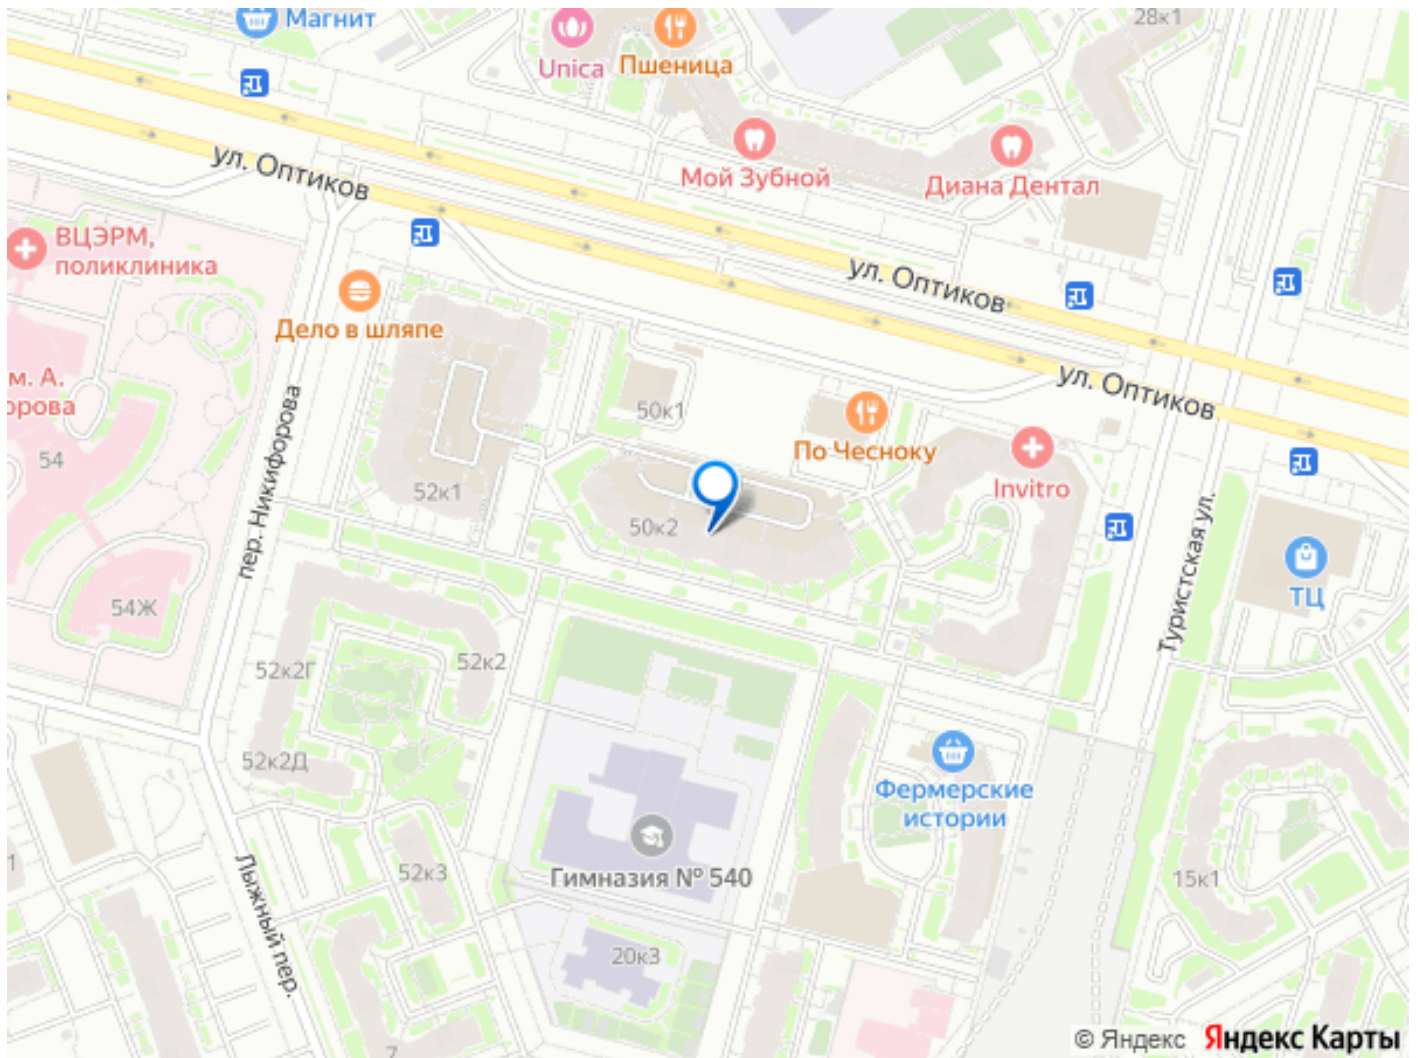 Магнит
28к1
Unica
Пшеница
ул. Оптиков
Мой Зубной
Диана Дентал
ВЦЭРМ,
поликлиника
ул. Оптиков
Дело в шляпе
м. А.
орова
50к1
ул. Оптиков
По Чесноку
54
52к1
Invitro
50к2
пер. Никифорова
Туристская ул.
ТЦ
54Ж
52к2Г
52к2
52к2Д
Фермерские
истории
52к3
Гимназия № 540
15к1
1
Лыжный пер.
20к3
7
© Яндекс Яндекс Карты